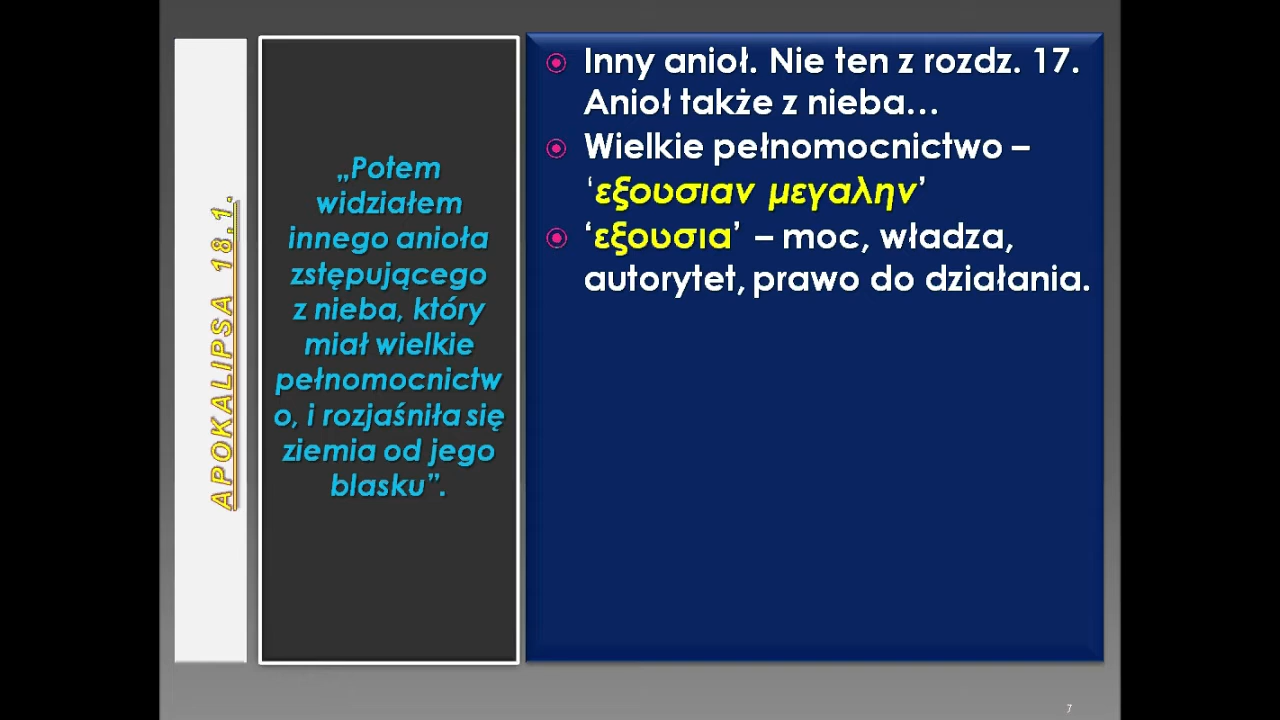 APOKALIPSA 18,1.
„Potem
widziałem
innego anioła
zstępującego
z nieba, który
miał wielkie
pełnomocnictw
o, i rozjaśniła się
ziemia od jego
blasku”.
Inny anioł. Nie ten z rozdz. 17.
Anioł także z nieba…
Wielkie pełnomocnictwo –
‘εξουσιαν μεγαλην’
‘εξουσια’ – moc, władza,
autorytet, prawo do działania.
7